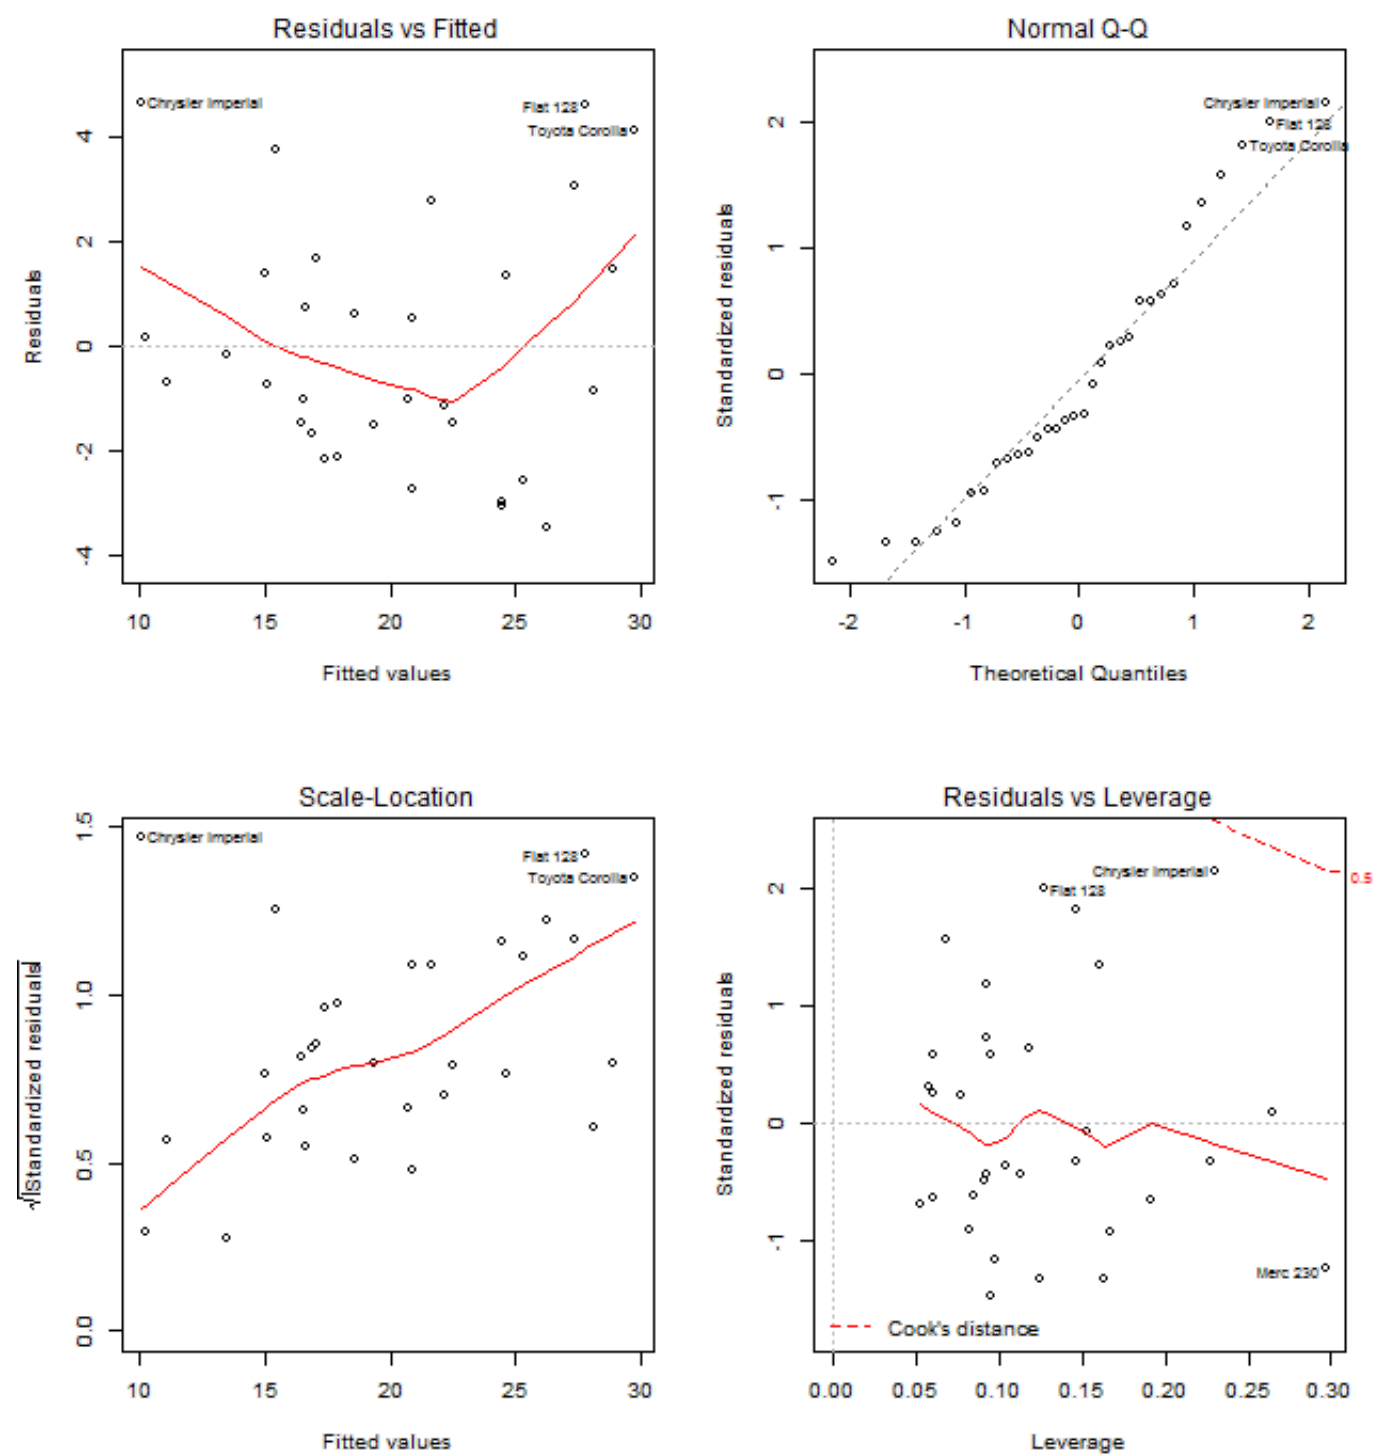 Residuals vs Fitted
Chrysler Imperial
Fiat 128
Toyota Corolla
Residuals
4
2
0
-2
-4
10 15 20 25 30
Fitted values
Normal Q-Q
Chrysler Imperial
Fiat 128
Toyota Corolla
Standardized residuals
2
1
0
-1
-2 -1 0 1 2
Theoretical Quantiles
Scale-Location
Chrysler Imperial
Fiat 128
Toyota Corolla
√|Standardized residuals|
1.5
1.0
0.5
0.0
10 15 20 25 30
Fitted values
Residuals vs Leverage
Chrysler Imperial
Fiat 128
0.5
Merc 230
Cook's distance
Standardized residuals
2
1
0
-1
0.00 0.05 0.10 0.15 0.20 0.25 0.30
Leverage